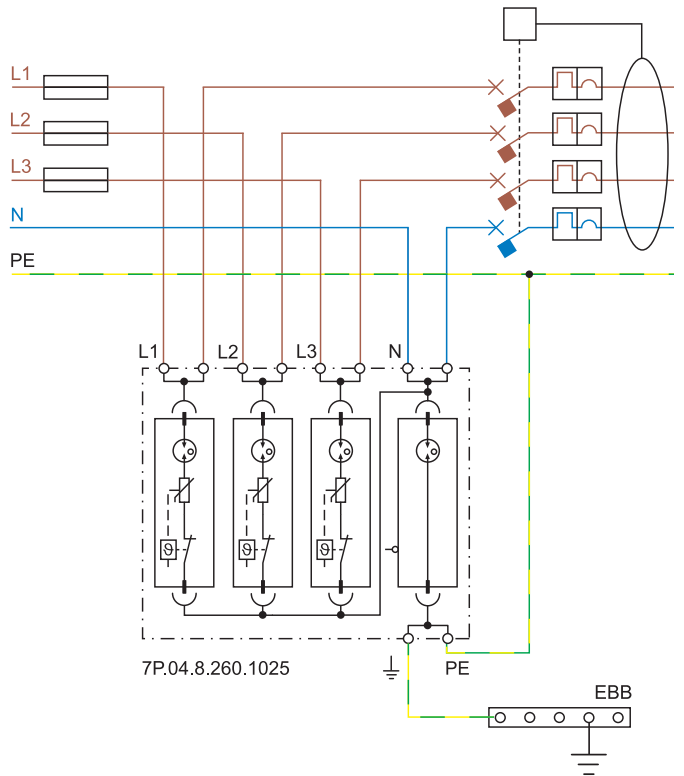 L1
L2
L3
N
PE
L1 L2 L3 N
ϑ ϑ ϑ
7P.04.8.260.1025 PE
EBB